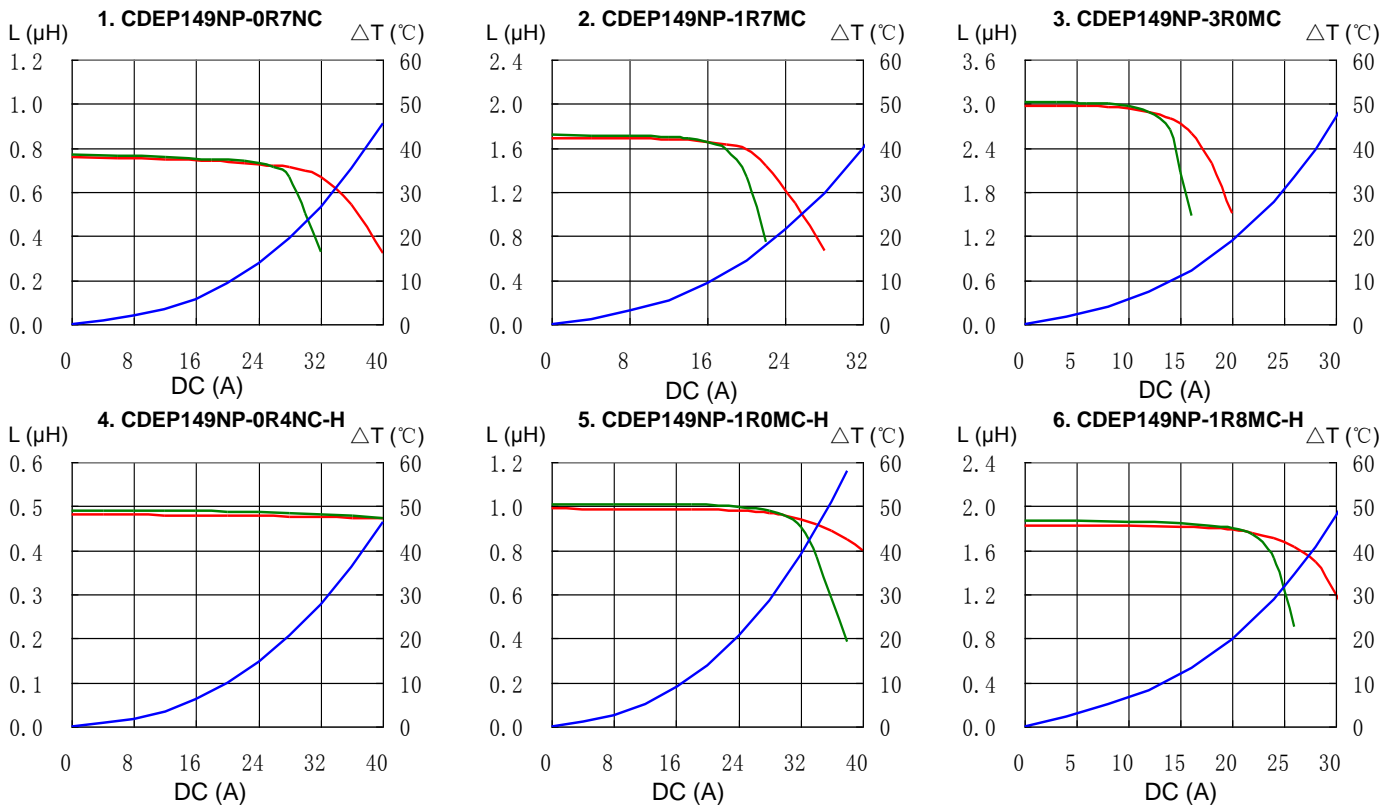 1. CDEP149NP-0R7NC
L (μH) △T (℃)
1.2 60
1.0 50
0.8 40
0.6 30
0.4 20
0.2 10
0.0 0
0 8 16 24 32 40
DC (A)
2. CDEP149NP-1R7MC
L (μH) △T (℃)
2.4 60
2.0 50
1.6 40
1.2 30
0.8 20
0.4 10
0.0 0
0 8 16 24 32
DC (A)
3. CDEP149NP-3R0MC
L (μH) △T (℃)
3.6 60
3.0 50
2.4 40
1.8 30
1.2 20
0.6 10
0.0 0
0 5 10 15 20 25 30
DC (A)
4. CDEP149NP-0R4NC-H
L (μH) △T (℃)
0.6 60
0.5 50
0.4 40
0.3 30
0.2 20
0.1 10
0.0 0
0 8 16 24 32 40
DC (A)
5. CDEP149NP-1R0MC-H
L (μH) △T (℃)
1.2 60
1.0 50
0.8 40
0.6 30
0.4 20
0.2 10
0.0 0
0 8 16 24 32 40
DC (A)
6. CDEP149NP-1R8MC-H
L (μH) △T (℃)
2.4 60
2.0 50
1.6 40
1.2 30
0.8 20
0.4 10
0.0 0
0 5 10 15 20 25 30
DC (A)